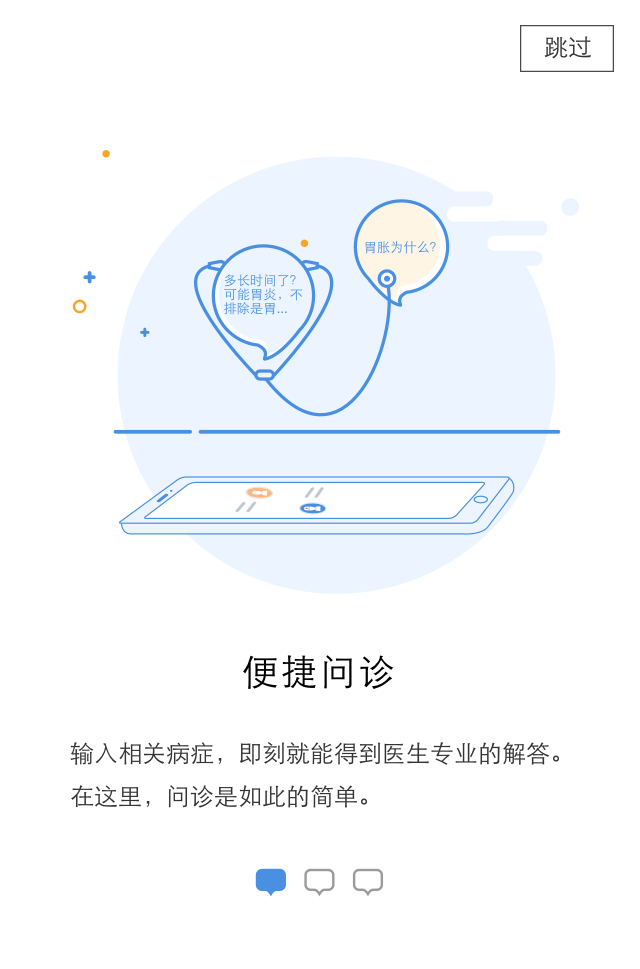 跳过
胃胀为什么?
多长时间了?
可能胃炎，不
排除是胃...
便捷问诊
输入相关病症，即刻就能得到医生专业的解答。
在这里，问诊是如此的简单。